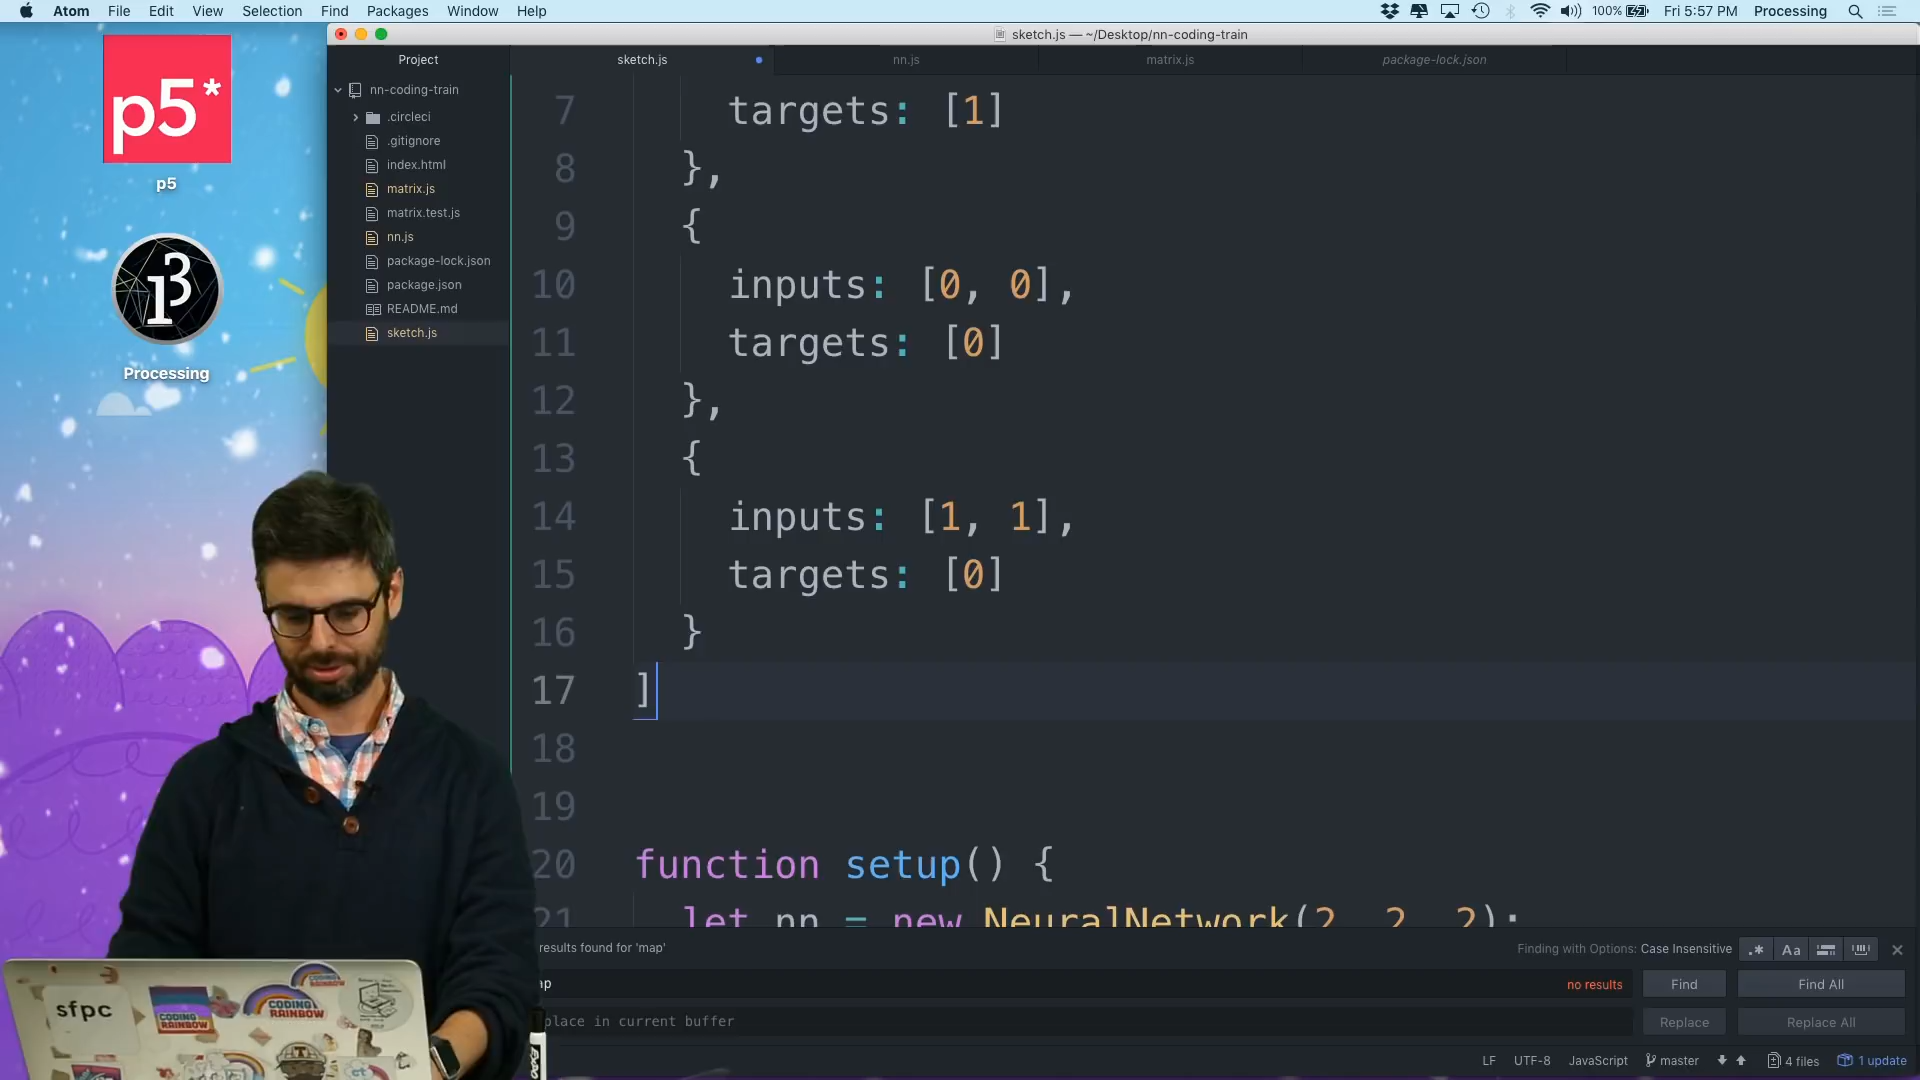 Atom File Edit View Selection Find Packages Window Help
100% Fri 5:57 PM Processing
sketch.js — ~/Desktop/nn-coding-train
Project
sketch.js
nn.js
matrix.js
package-lock.json
nn-coding-train
.circleci
.gitignore
index.html
matrix.js
matrix.test.js
nn.js
package-lock.json
package.json
README.md
sketch.js
p5*
p5
Processing
7 targets: [1]
8 },
9 {
10 inputs: [0, 0],
11 targets: [0]
12 },
13 {
14 inputs: [1, 1],
15 targets: [0]
16 }
17 ]
18
19
20 function setup() {
21 let nn = new NeuralNetwork(2, 2, 2);
results found for 'map'
Finding with Options: Case Insensitive
.* Aa
ap
no results
Find
Find All
place in current buffer
Replace
Replace All
LF UTF-8 JavaScript master 4 files 1 update
sfpc
CODING
RAINBOW
CODING
RAINBOW